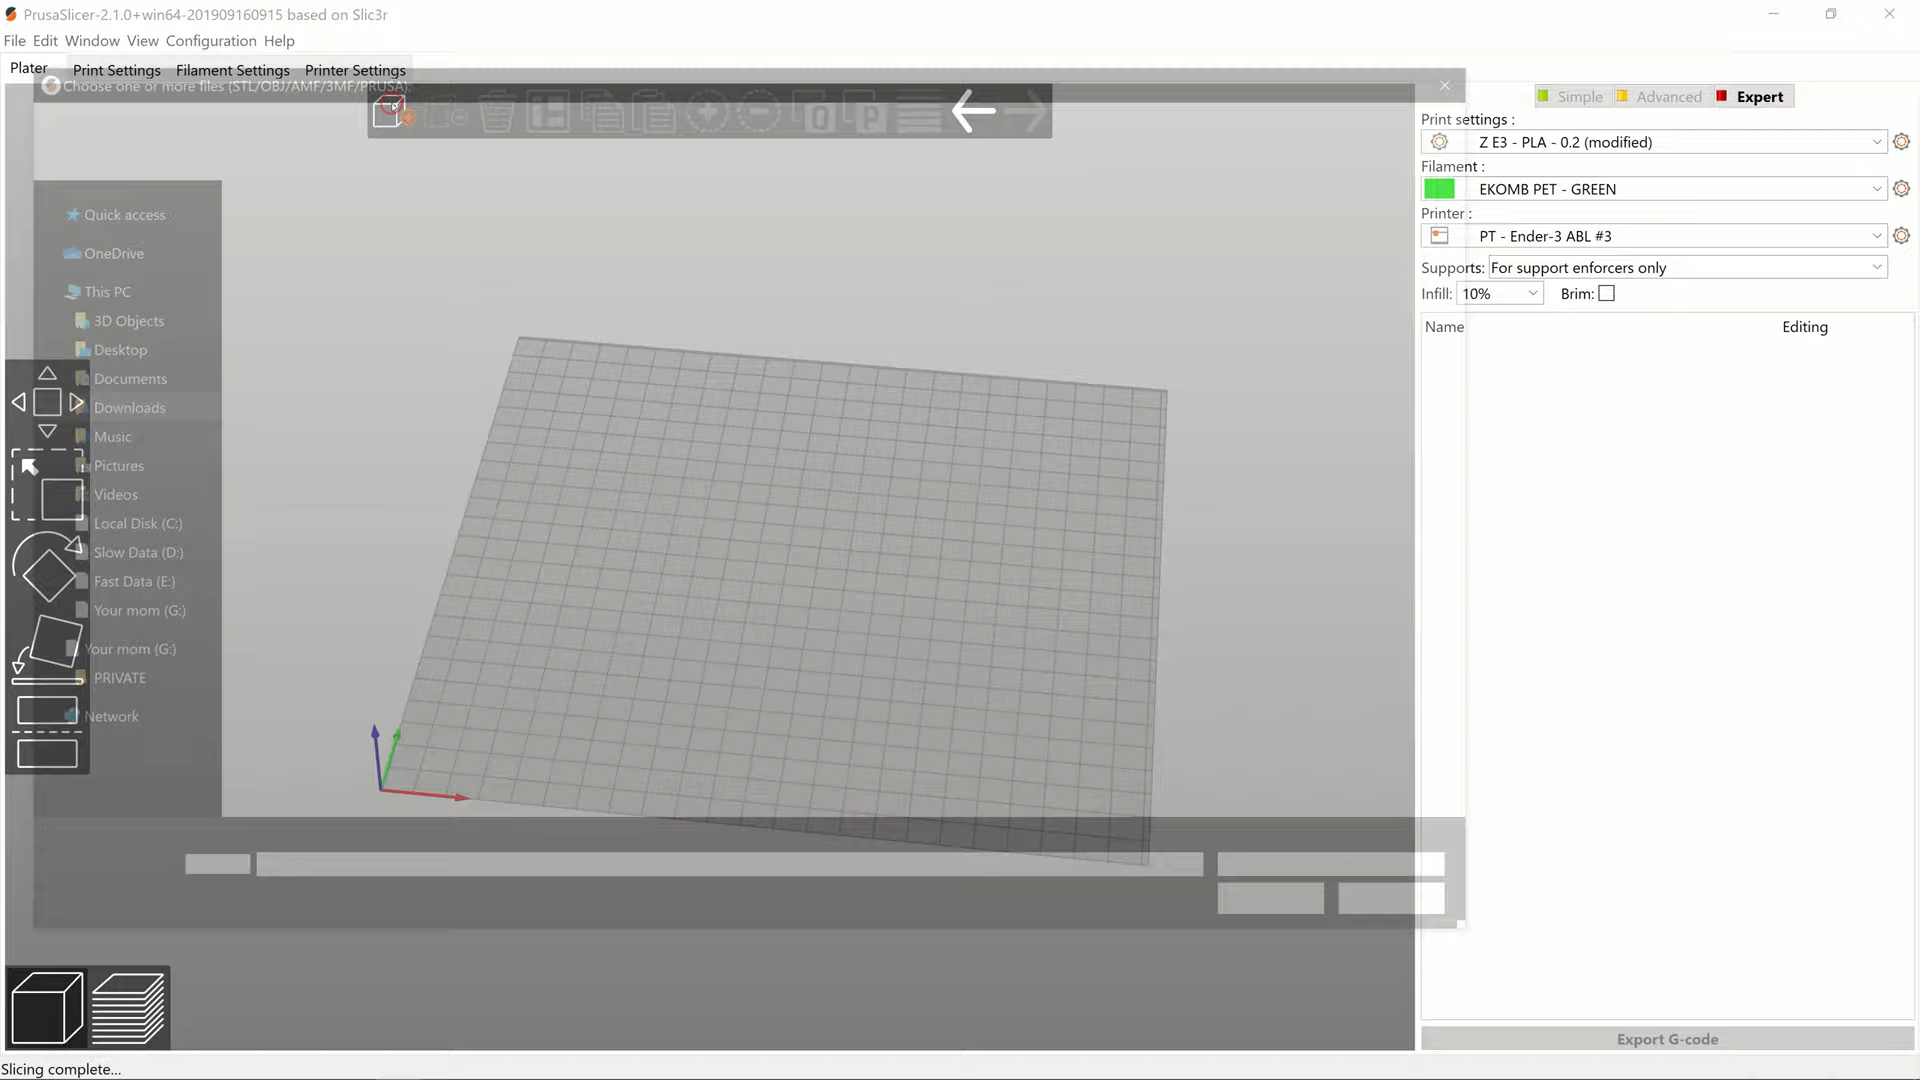 PrusaSlicer-2.1.0+win64-201909160915 based on Slic3r
File Edit Window View Configuration Help
Plater Print Settings Filament Settings Printer Settings
Choose one or more files (STL/OBJ/AMF/3MF/PRUSA):
Simple Advanced Expert
Print settings :
Z E3 - PLA - 0.2 (modified)
Filament :
EKOMB PET - GREEN
Printer :
PT - Ender-3 ABL #3
Supports: For support enforcers only
Infill: 10% Brim:
Name Editing
Quick access
OneDrive
This PC
3D Objects
Desktop
Documents
Downloads
Music
Pictures
Videos
Local Disk (C:)
Slow Data (D:)
Fast Data (E:)
Your mom (G:)
Your mom (G:)
PRIVATE
Network
Export G-code
Slicing complete...